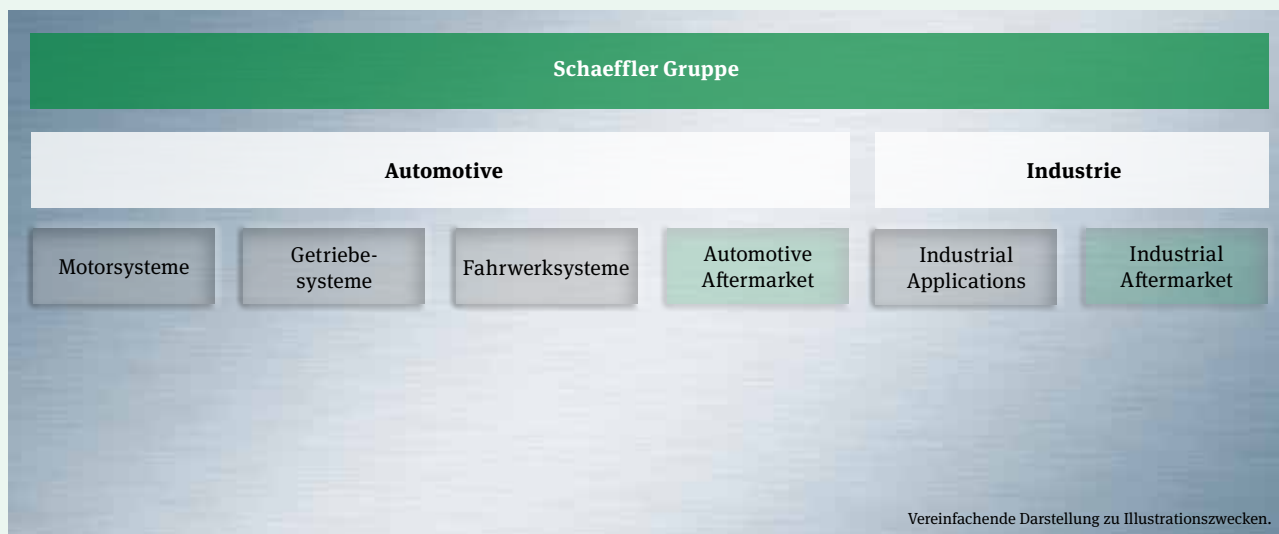 Schaeffler Gruppe
Automotive
Industrie
Motorsysteme
Getriebe-
systeme
Fahrwerksysteme
Automotive
Aftermarket
Industrial
Applications
Industrial
Aftermarket
Vereinfachende Darstellung zu Illustrationszwecken.